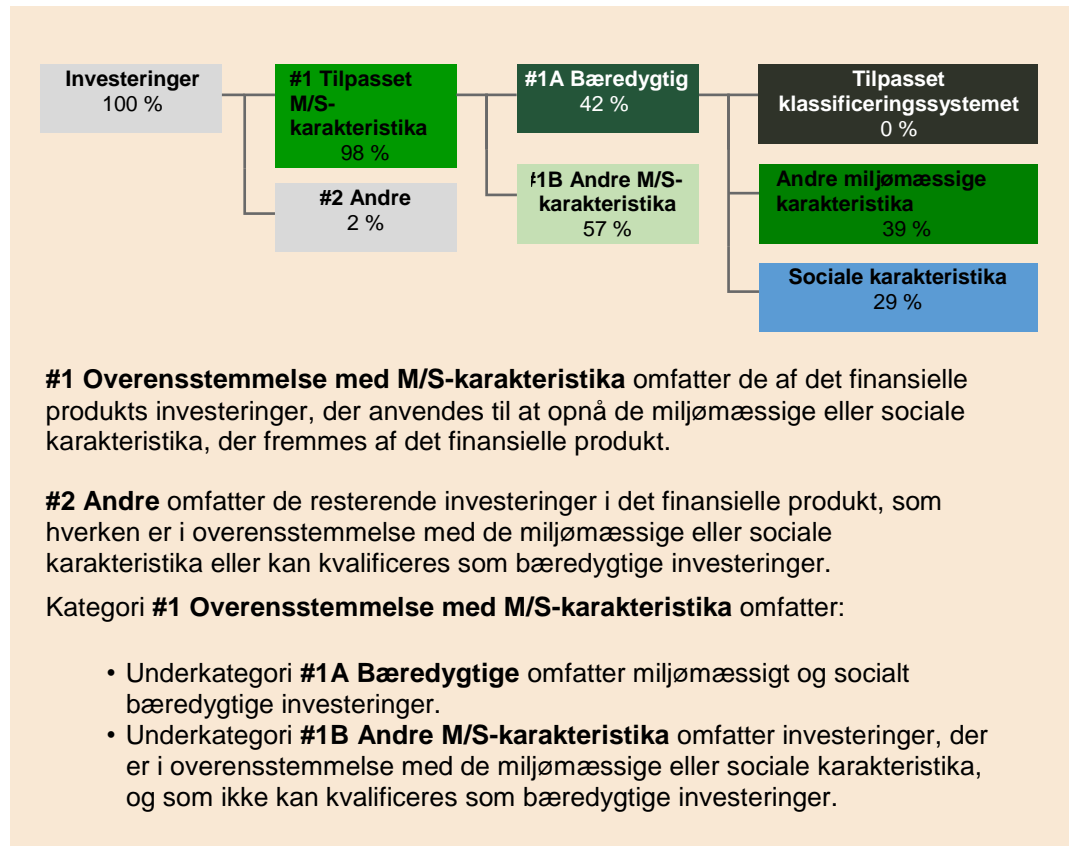 Investeringer
100 %
#1 Tilpasset
M/S-
karakteristika
98 %
#2 Andre
2 %
#1A Bæredygtig
42 %
#1B Andre M/S-
karakteristika
57 %
Tilpasset
klassificeringssystemet
0 %
Andre miljømæssige
karakteristika
39 %
Sociale karakteristika
29 %
#1 Overensstemmelse med M/S-karakteristika omfatter de af det finansielle
produkts investeringer, der anvendes til at opnå de miljømæssige eller sociale
karakteristika, der fremmes af det finansielle produkt.
#2 Andre omfatter de resterende investeringer i det finansielle produkt, som
hverken er i overensstemmelse med de miljømæssige eller sociale
karakteristika eller kan kvalificeres som bæredygtige investeringer.
Kategori #1 Overensstemmelse med M/S-karakteristika omfatter:
• Underkategori #1A Bæredygtige omfatter miljømæssigt og socialt
bæredygtige investeringer.
• Underkategori #1B Andre M/S-karakteristika omfatter investeringer, der
er i overensstemmelse med de miljømæssige eller sociale karakteristika,
og som ikke kan kvalificeres som bæredygtige investeringer.